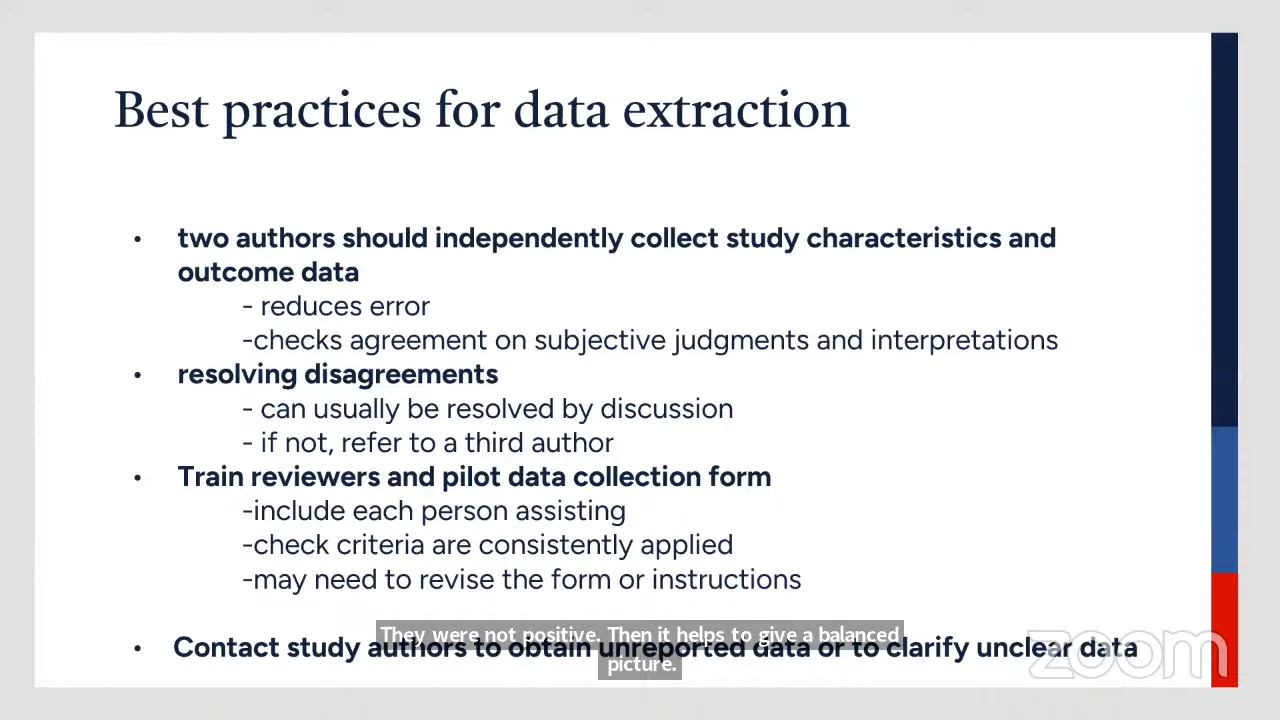 Best practices for data extraction
• two authors should independently collect study characteristics and
outcome data
- reduces error
-checks agreement on subjective judgments and interpretations
• resolving disagreements
- can usually be resolved by discussion
- if not, refer to a third author
• Train reviewers and pilot data collection form
-include each person assisting
-check criteria are consistently applied
-may need to revise the form or instructions
• Contact study authors to obtain unreported data or to clarify unclear data
They were not positive. Then it helps to give a balanced
picture.
zoom